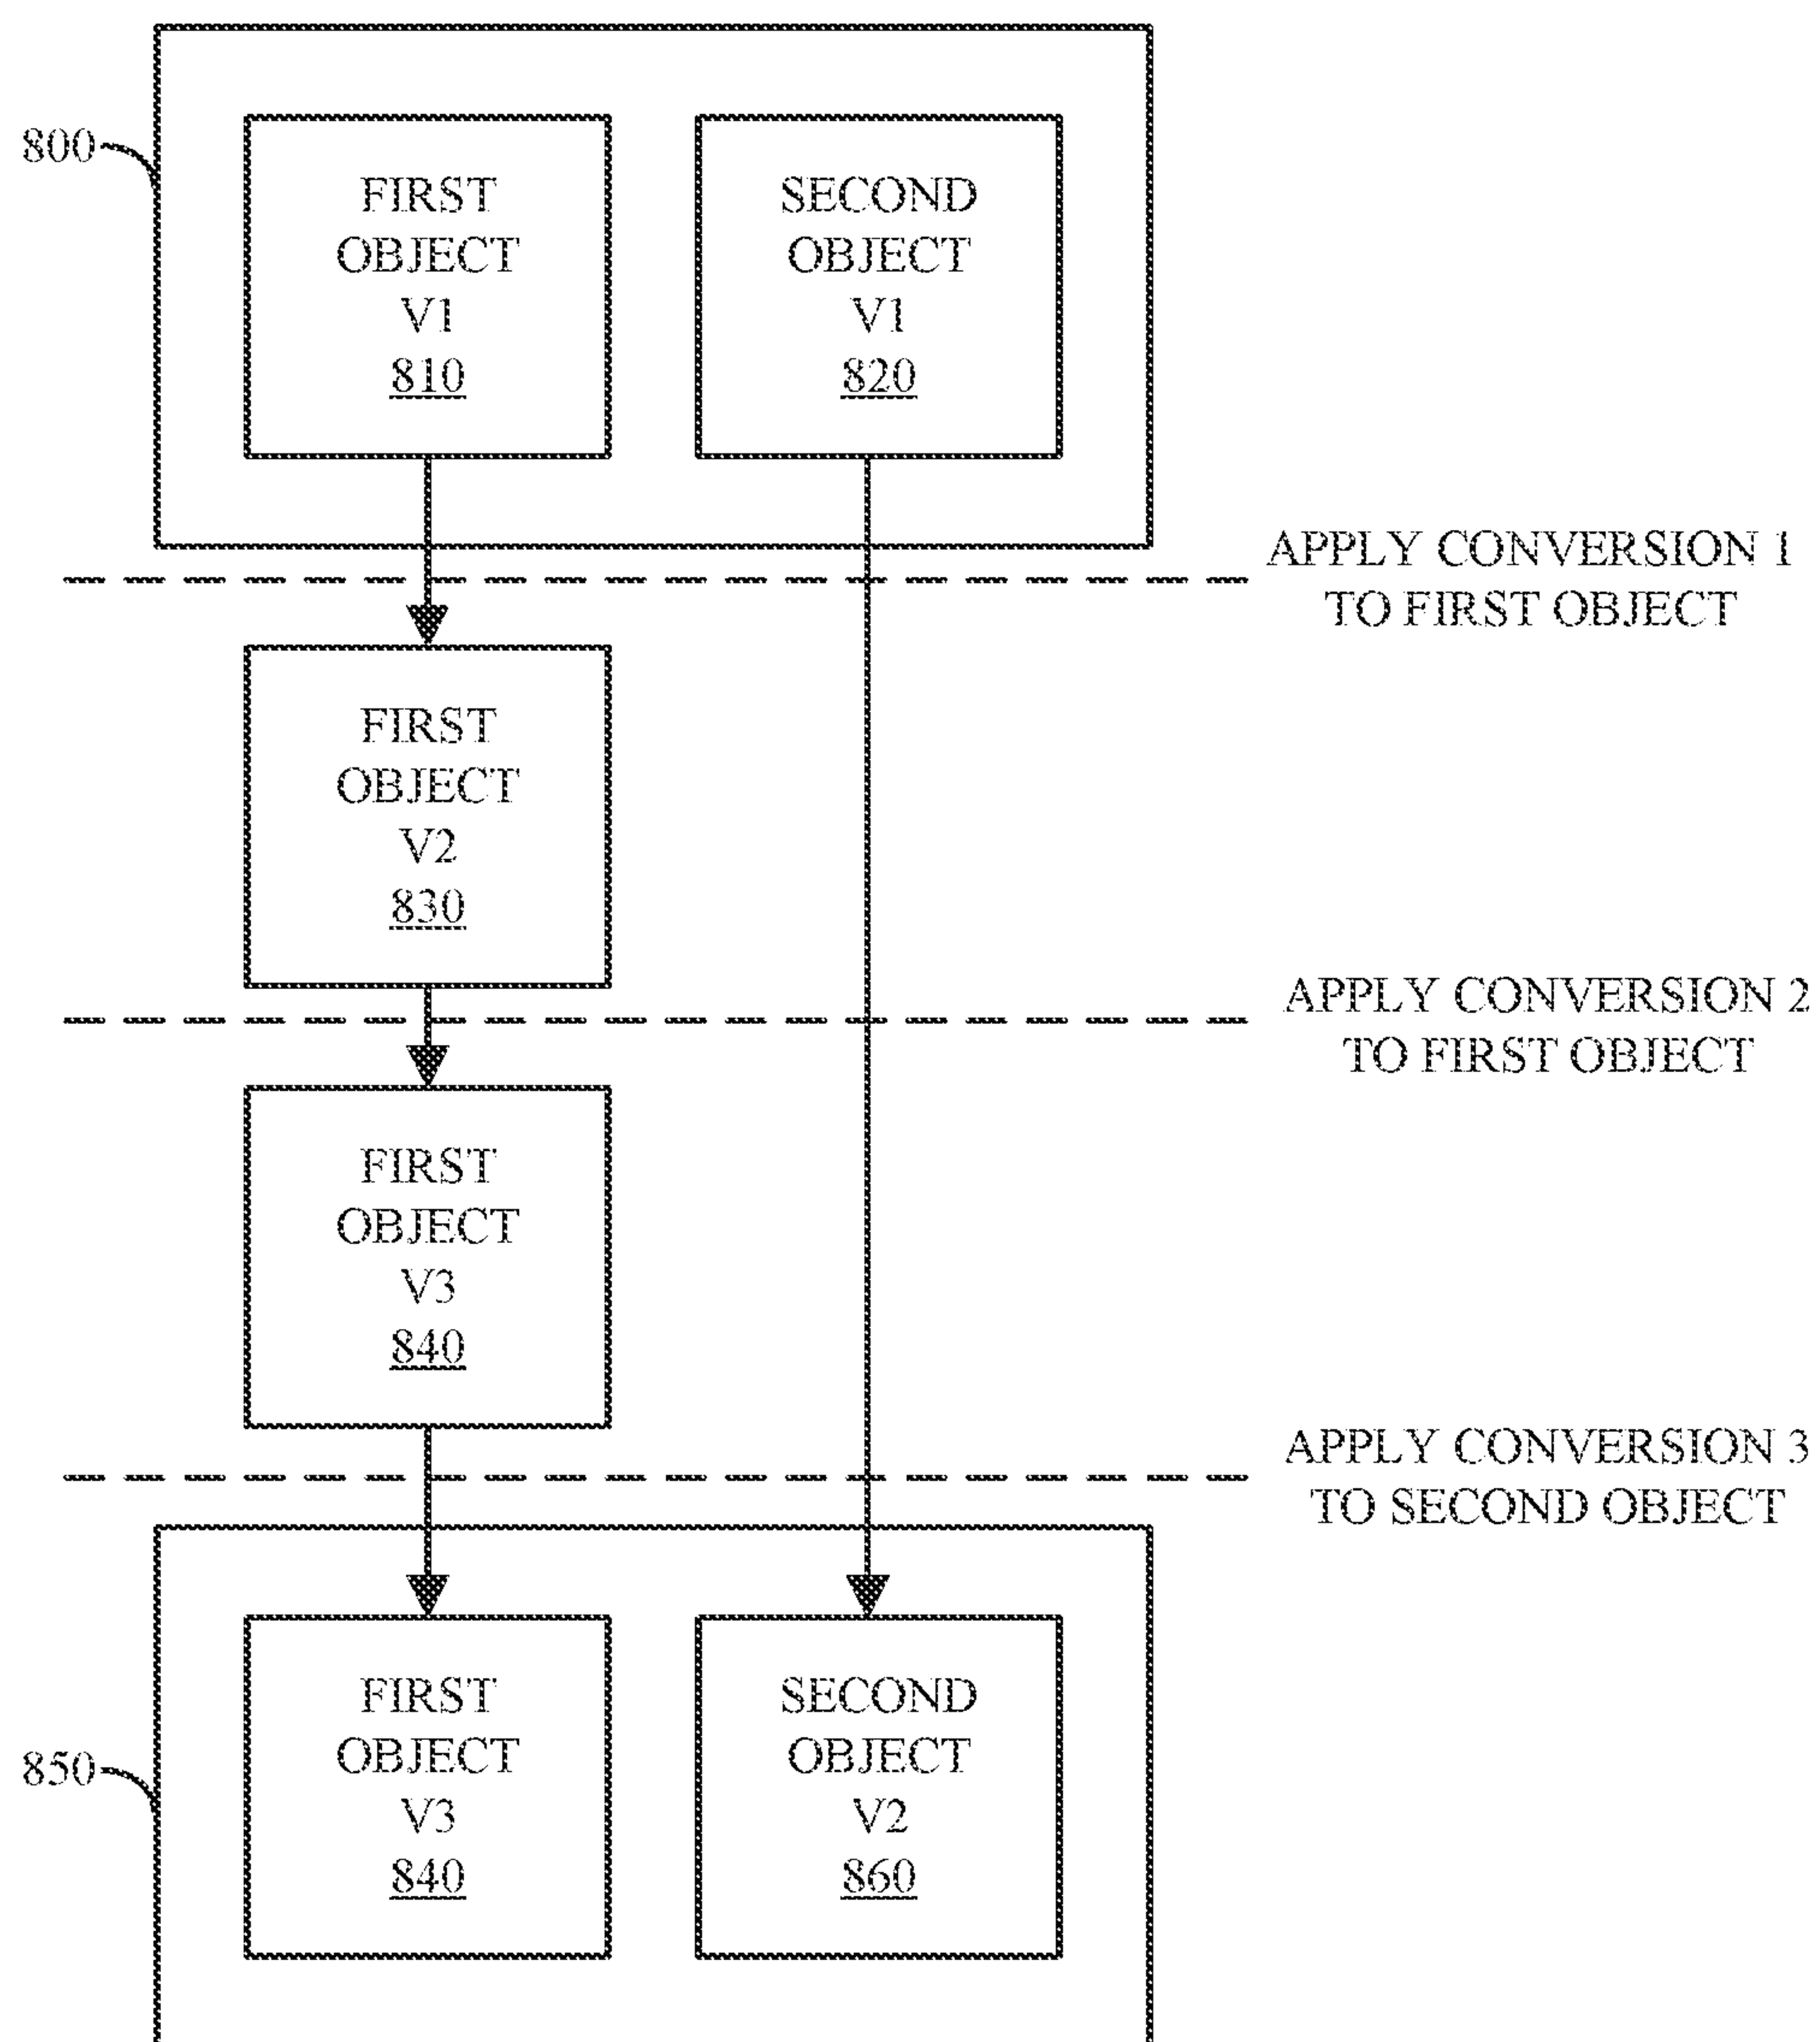 800
FIRST
OBJECT
V1
810
SECOND
OBJECT
V1
820
APPLY CONVERSION 1
TO FIRST OBJECT
FIRST
OBJECT
V2
830
APPLY CONVERSION 2
TO FIRST OBJECT
FIRST
OBJECT
V3
840
APPLY CONVERSION 3
TO SECOND OBJECT
850
FIRST
OBJECT
V3
840
SECOND
OBJECT
V2
860